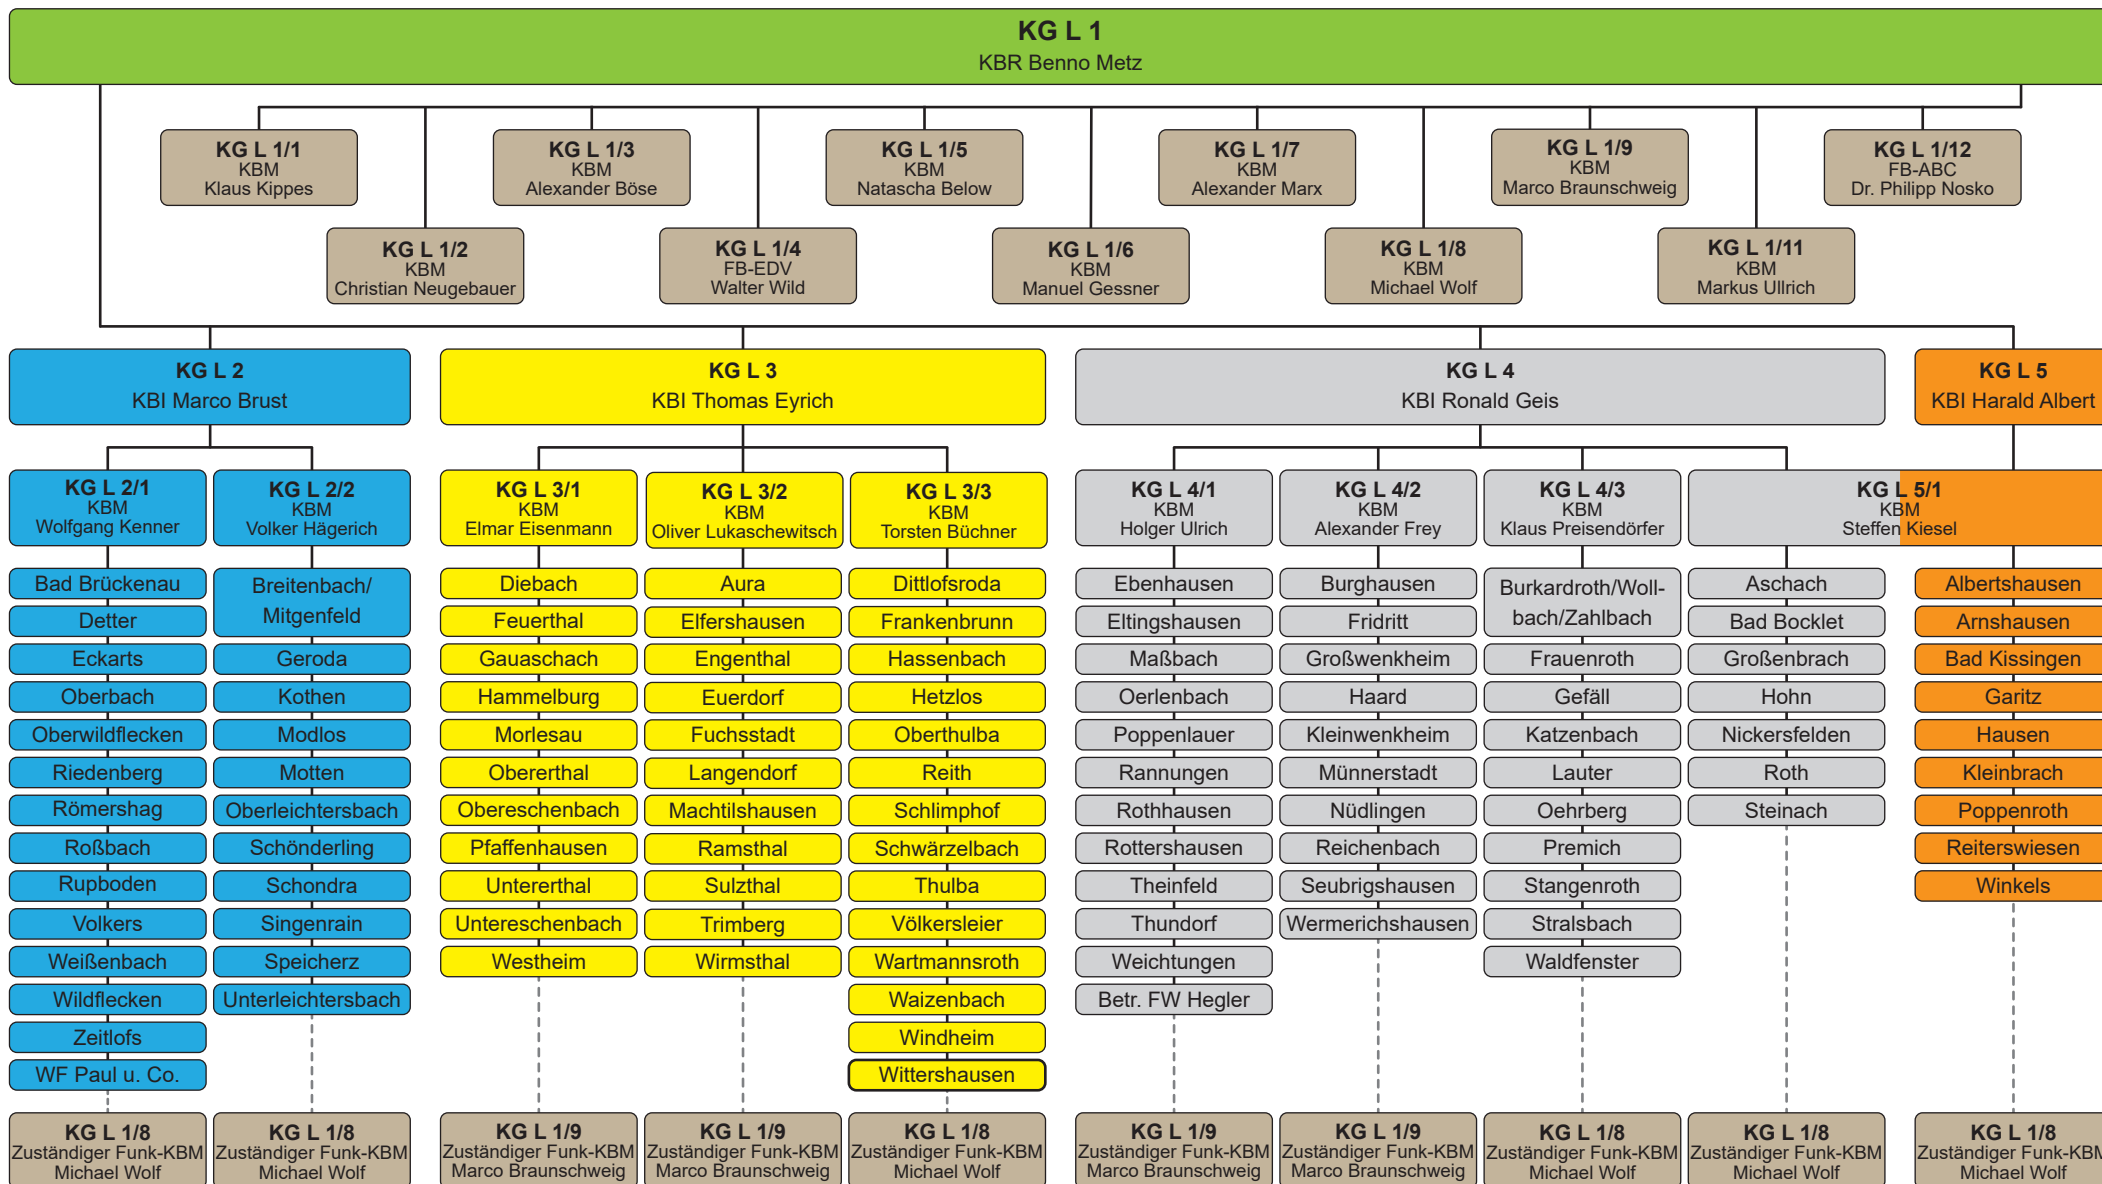 KG L 1
KBR Benno Metz
KG L 1/1
KBM
Klaus Kippes
KG L 1/3
KBM
Alexander Böse
KG L 1/5
KBM
Natascha Below
KG L 1/7
KBM
Alexander Marx
KG L 1/9
KBM
Marco Braunschweig
KG L 1/12
FB-ABC
Dr. Philipp Nosko
KG L 1/2
KBM
Christian Neugebauer
KG L 1/4
FB-EDV
Walter Wild
KG L 1/6
KBM
Manuel Gessner
KG L 1/8
KBM
Michael Wolf
KG L 1/11
KBM
Markus Ullrich
KG L 2
KBI Marco Brust
KG L 3
KBI Thomas Eyrich
KG L 4
KBI Ronald Geis
KG L 5
KBI Harald Albert
KG L 2/1
KBM
Wolfgang Kenner
Bad Brückenau
Detter
Eckarts
Oberbach
Oberwildflecken
Riedenberg
Römershag
Roßbach
Rupboden
Volkers
Weißenbach
Wildflecken
Zeitlofs
WF Paul u. Co.
KG L 1/8
Zuständiger Funk-KBM
Michael Wolf
KG L 2/2
KBM
Volker Hägerich
Breitenbach/
Mitgenfeld
Geroda
Kothen
Modlos
Motten
Oberleichtersbach
Schönderling
Schondra
Singenrain
Speicherz
Unterleichtersbach
KG L 1/8
Zuständiger Funk-KBM
Michael Wolf
KG L 3/1
KBM
Elmar Eisenmann
Diebach
Feuerthal
Gauaschach
Hammelburg
Morlesau
Obererthal
Obereschenbach
Pfaffenhausen
Untererthal
Untereschenbach
Westheim
KG L 1/9
Zuständiger Funk-KBM
Marco Braunschweig
KG L 3/2
KBM
Oliver Lukaschewitsch
Aura
Elfershausen
Engenthal
Euerdorf
Fuchsstadt
Langendorf
Machtilshausen
Ramsthal
Sulzthal
Trimberg
Wirmsthal
KG L 1/9
Zuständiger Funk-KBM
Marco Braunschweig
KG L 3/3
KBM
Torsten Büchner
Dittlofsroda
Frankenbrunn
Hassenbach
Hetzlos
Oberthulba
Reith
Schlimphof
Schwärzelbach
Thulba
Völkersleier
Wartmannsroth
Waizenbach
Windheim
Wittershausen
KG L 1/8
Zuständiger Funk-KBM
Michael Wolf
KG L 4/1
KBM
Holger Ulrich
Ebenhausen
Eltingshausen
Maßbach
Oerlenbach
Poppenlauer
Rannungen
Rothhausen
Rottershausen
Theinfeld
Thundorf
Weichtungen
Betr. FW Hegler
KG L 1/9
Zuständiger Funk-KBM
Marco Braunschweig
KG L 4/2
KBM
Alexander Frey
Burghausen
Fridritt
Großwenkheim
Haard
Kleinwenkheim
Münnerstadt
Nüdlingen
Reichenbach
Seubrigshausen
Wermerichshausen
KG L 1/9
Zuständiger Funk-KBM
Marco Braunschweig
KG L 4/3
KBM
Klaus Preisendörfer
Burkardroth/Woll-
bach/Zahlbach
Frauenroth
Gefäll
Katzenbach
Lauter
Oehrberg
Premich
Stangenroth
Stralsbach
Waldfenster
KG L 1/8
Zuständiger Funk-KBM
Michael Wolf
KG L 5/1
KBM
Steffen Kiesel
Aschach
Bad Bocklet
Großenbrach
Hohn
Nickersfelden
Roth
Steinach
KG L 1/8
Zuständiger Funk-KBM
Michael Wolf
Albertshausen
Arnshausen
Bad Kissingen
Garitz
Hausen
Kleinbrach
Poppenroth
Reiterswiesen
Winkels
KG L 1/8
Zuständiger Funk-KBM
Michael Wolf